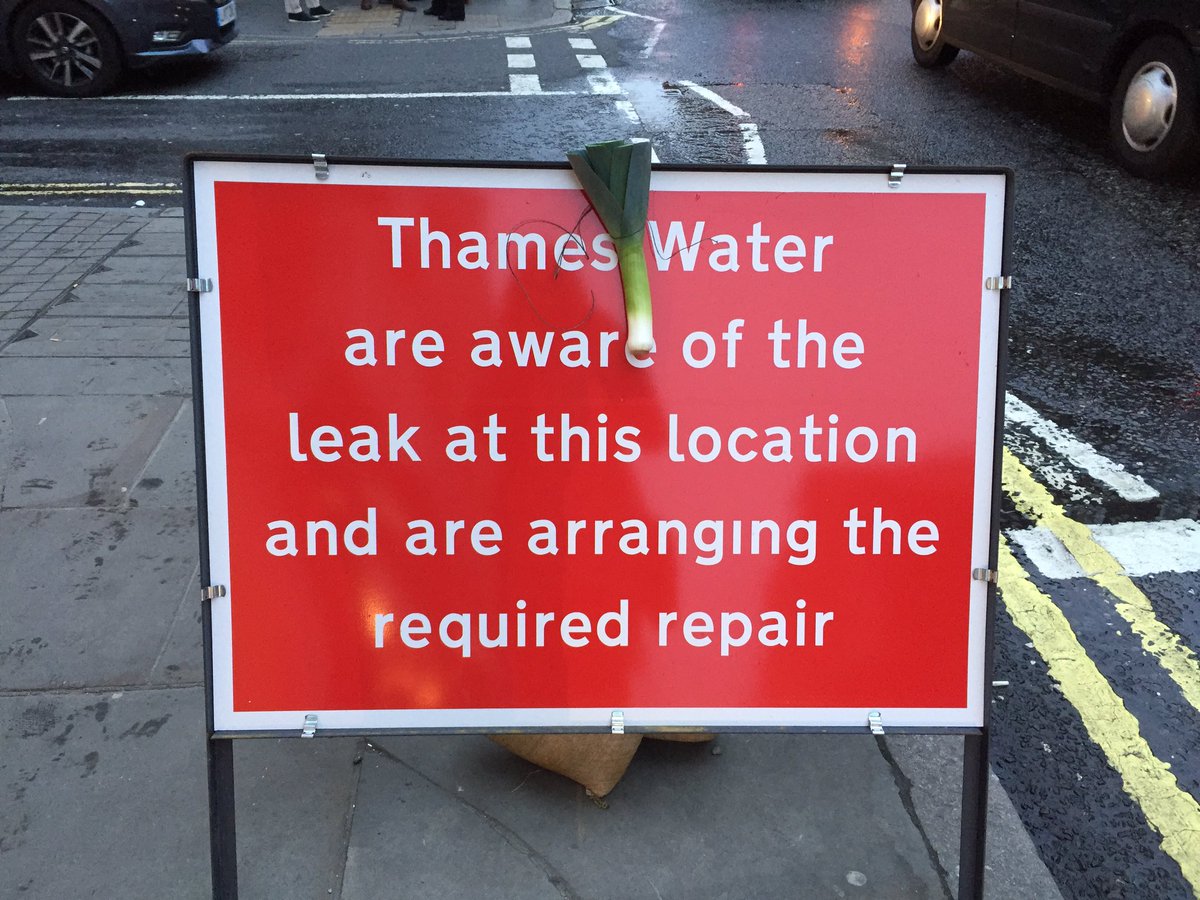 Thames Water
are aware of the
leak at this location
and are arranging the
required repair